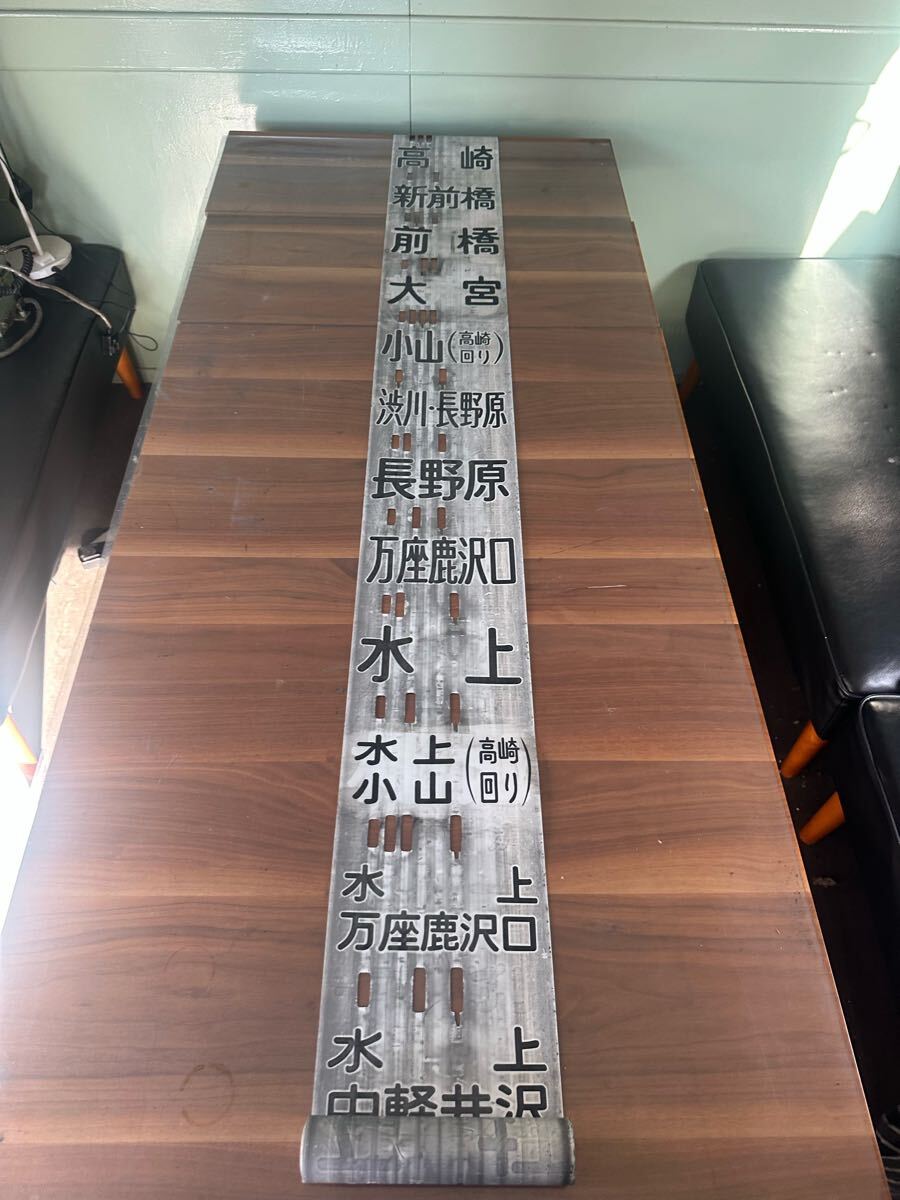 高崎
新前橋
前橋
大宮
小山(高崎回り)
渋川・長野原
長野原
万座鹿沢口
水上
水上
小山(高崎回り)
水上
万座鹿沢口
水上
中軽井沢